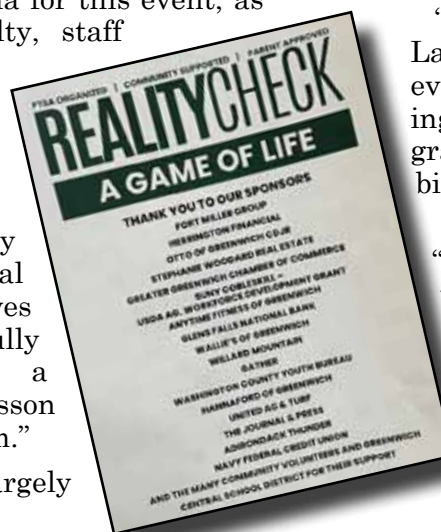 a for this event, as
lty, staff
PTSA ORGANIZED | COMMUNITY SUPPORTED | PARENT APPROVED
REALITYCHECK
A GAME OF LIFE
THANK YOU TO OUR SPONSORS
FORT MILLER GROUP
HERRINGTON FINANCIAL
OTTO OF GREENWICH CDJR
STEPHANIE WOODARD REAL ESTATE
GREATER GREENWICH CHAMBER OF COMMERCE
SUNY COBLESKILL –
USDA AG. WORKFORCE DEVELOPMENT GRANT
ANYTIME FITNESS OF GREENWICH
GLENS FALLS NATIONAL BANK
WALLIE'S OF GREENWICH
WILLARD MOUNTAIN
GATHER
WASHINGTON COUNTY YOUTH BUREAU
HANNAFORD OF GREENWICH
UNITED AG & TURF
THE JOURNAL & PRESS
ADIRONDACK THUNDER
NAVY FEDERAL CREDIT UNION
AND THE MANY COMMUNITY VOLUNTEERS AND GREENWICH
CENTRAL SCHOOL DISTRICT FOR THEIR SUPPORT
y
al
ves
ully
a
sson
n.”
argely
“
La
ev
ing
gra
bi
“